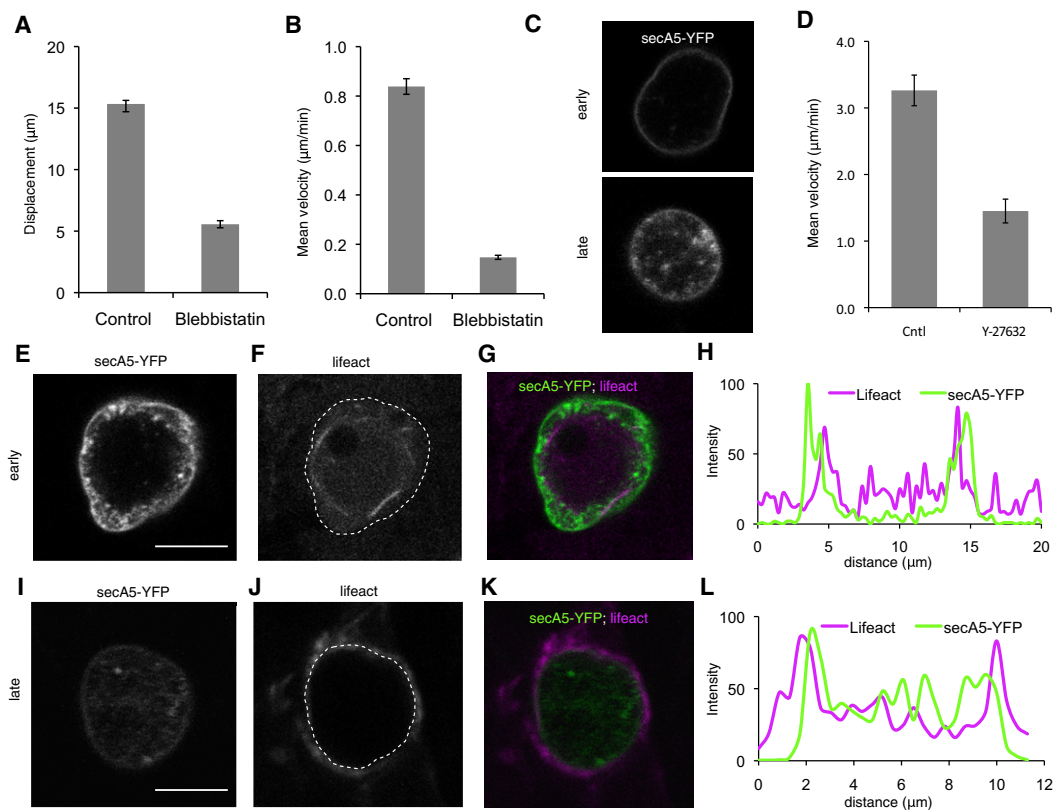 A
Displacement (µm)
20
15
10
5
0
Control Blebbistatin
B
Mean velocity (µm/min)
1.0
0.8
0.6
0.4
0.2
0.0
Control Blebbistatin
C
secA5-YFP
early
late
D
Mean velocity (µm/min)
4.0
3.0
2.0
1.0
0.0
Cntl Y-27632
E
secA5-YFP
early
F
lifeact
G
secA5-YFP; lifeact
H
Lifeact secA5-YFP
Intensity
100
50
0
0 5 10 15 20
distance (µm)
I
secA5-YFP
late
J
lifeact
K
secA5-YFP; lifeact
L
Lifeact secA5-YFP
Intensity
100
50
0
0 2 4 6 8 10 12
distance (µm)